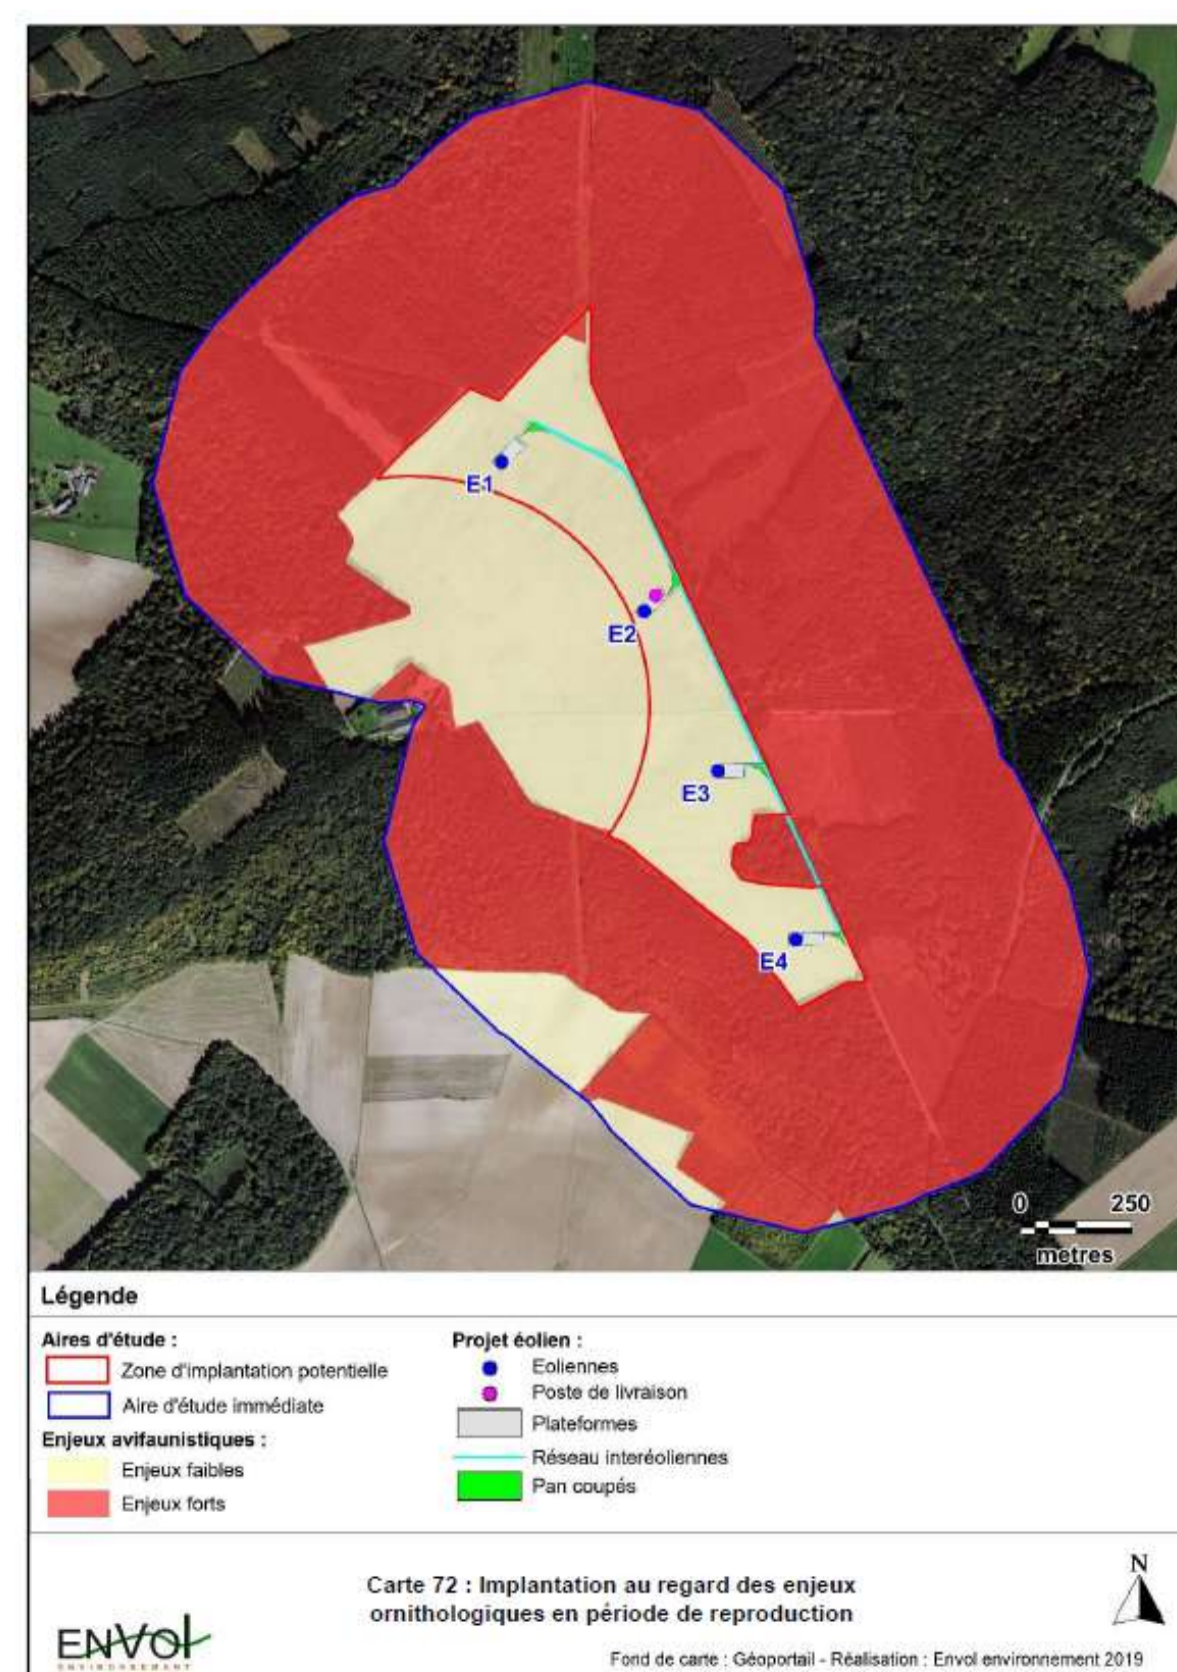 E1
E2
E3
E4
0 250
metres
Légende
Aires d'étude :
Zone d'implantation potentielle
Aire d'étude immédiate
Enjeux avifaunistiques :
Enjeux faibles
Enjeux forts
Projet éolien :
Eoliennes
Poste de livraison
Plateformes
Réseau interéoliennes
Pan coupés
Carte 72 : Implantation au regard des enjeux
ornithologiques en période de reproduction
N
ENVOL
ENVIRONNEMENT
Fond de carte : Géoportail - Réalisation : Envol environnement 2019